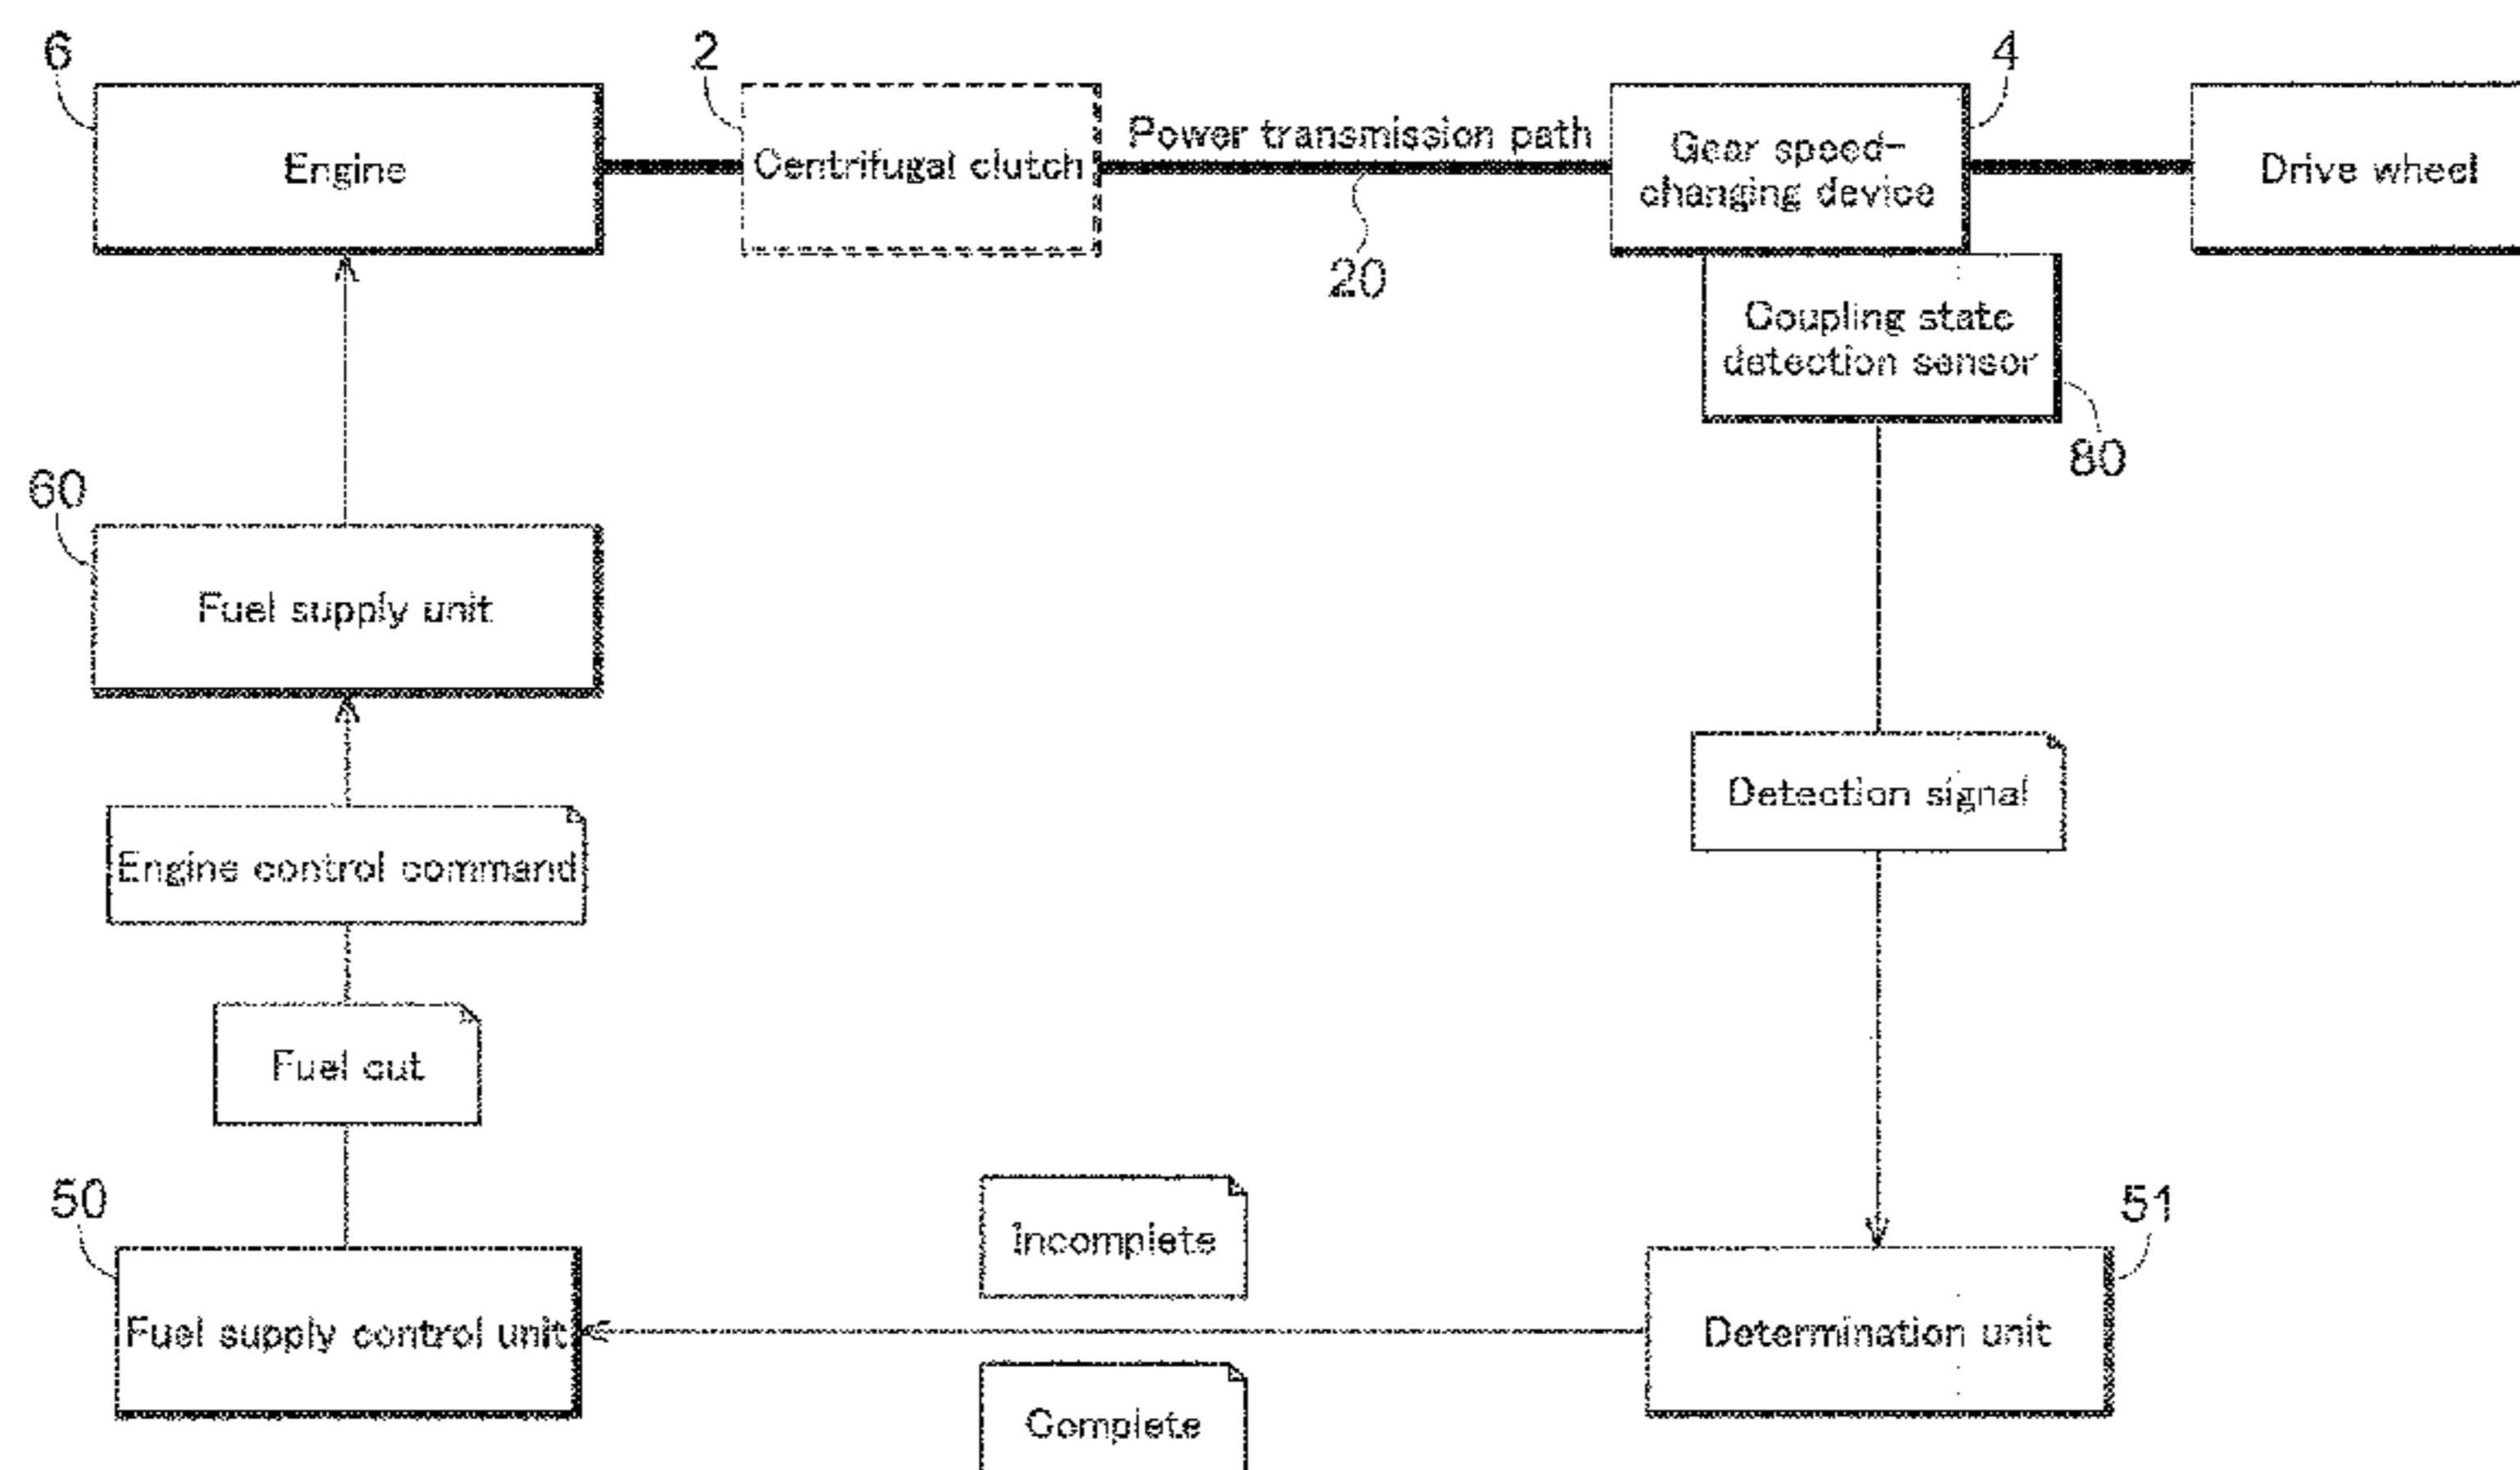 6
2
4
Engine
Centrifugal clutch
Power transmission path
Gear speed-
changing device
Drive wheel
20
Coupling state
detection sensor
80
60
Fuel supply unit
Detection signal
Engine control command
Fuel cut
50
Incomplete
51
Fuel supply control unit
Determination unit
Complete